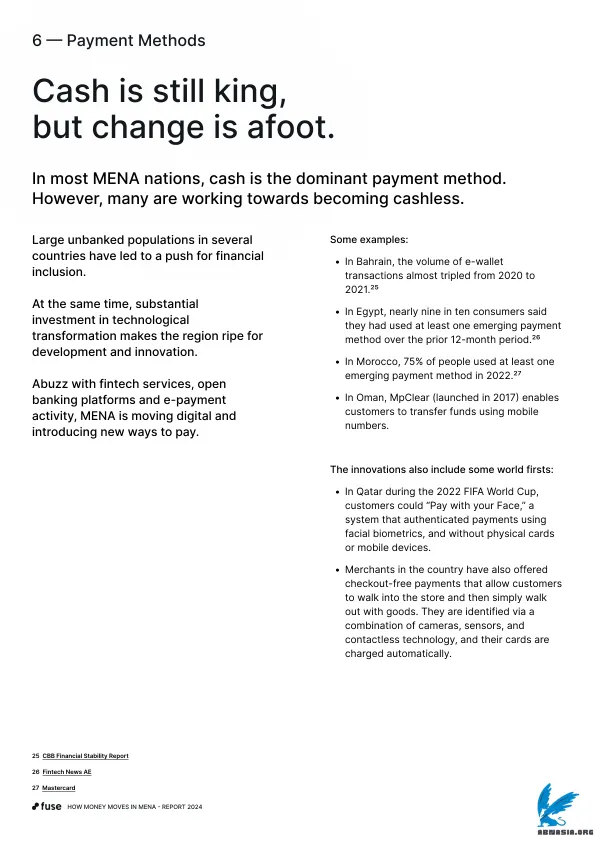 6 — Payment Methods
Cash is still king,
but change is afoot.
In most MENA nations, cash is the dominant payment method.
However, many are working towards becoming cashless.
Large unbanked populations in several
countries have led to a push for financial
inclusion.
At the same time, substantial
investment in technological
transformation makes the region ripe for
development and innovation.
Abuzz with fintech services, open
banking platforms and e-payment
activity, MENA is moving digital and
introducing new ways to pay.
Some examples:
• In Bahrain, the volume of e-wallet
transactions almost tripled from 2020 to
2021.²⁵
• In Egypt, nearly nine in ten consumers said
they had used at least one emerging payment
method over the prior 12-month period.²⁶
• In Morocco, 75% of people used at least one
emerging payment method in 2022.²⁷
• In Oman, MpClear (launched in 2017) enables
customers to transfer funds using mobile
numbers.
The innovations also include some world firsts:
• In Qatar during the 2022 FIFA World Cup,
customers could “Pay with your Face,” a
system that authenticated payments using
facial biometrics, and without physical cards
or mobile devices.
• Merchants in the country have also offered
checkout-free payments that allow customers
to walk into the store and then simply walk
out with goods. They are identified via a
combination of cameras, sensors, and
contactless technology, and their cards are
charged automatically.
25 CBB Financial Stability Report
26 Fintech News AE
27 Mastercard
fuse HOW MONEY MOVES IN MENA - REPORT 2024
AENASIA.ORG